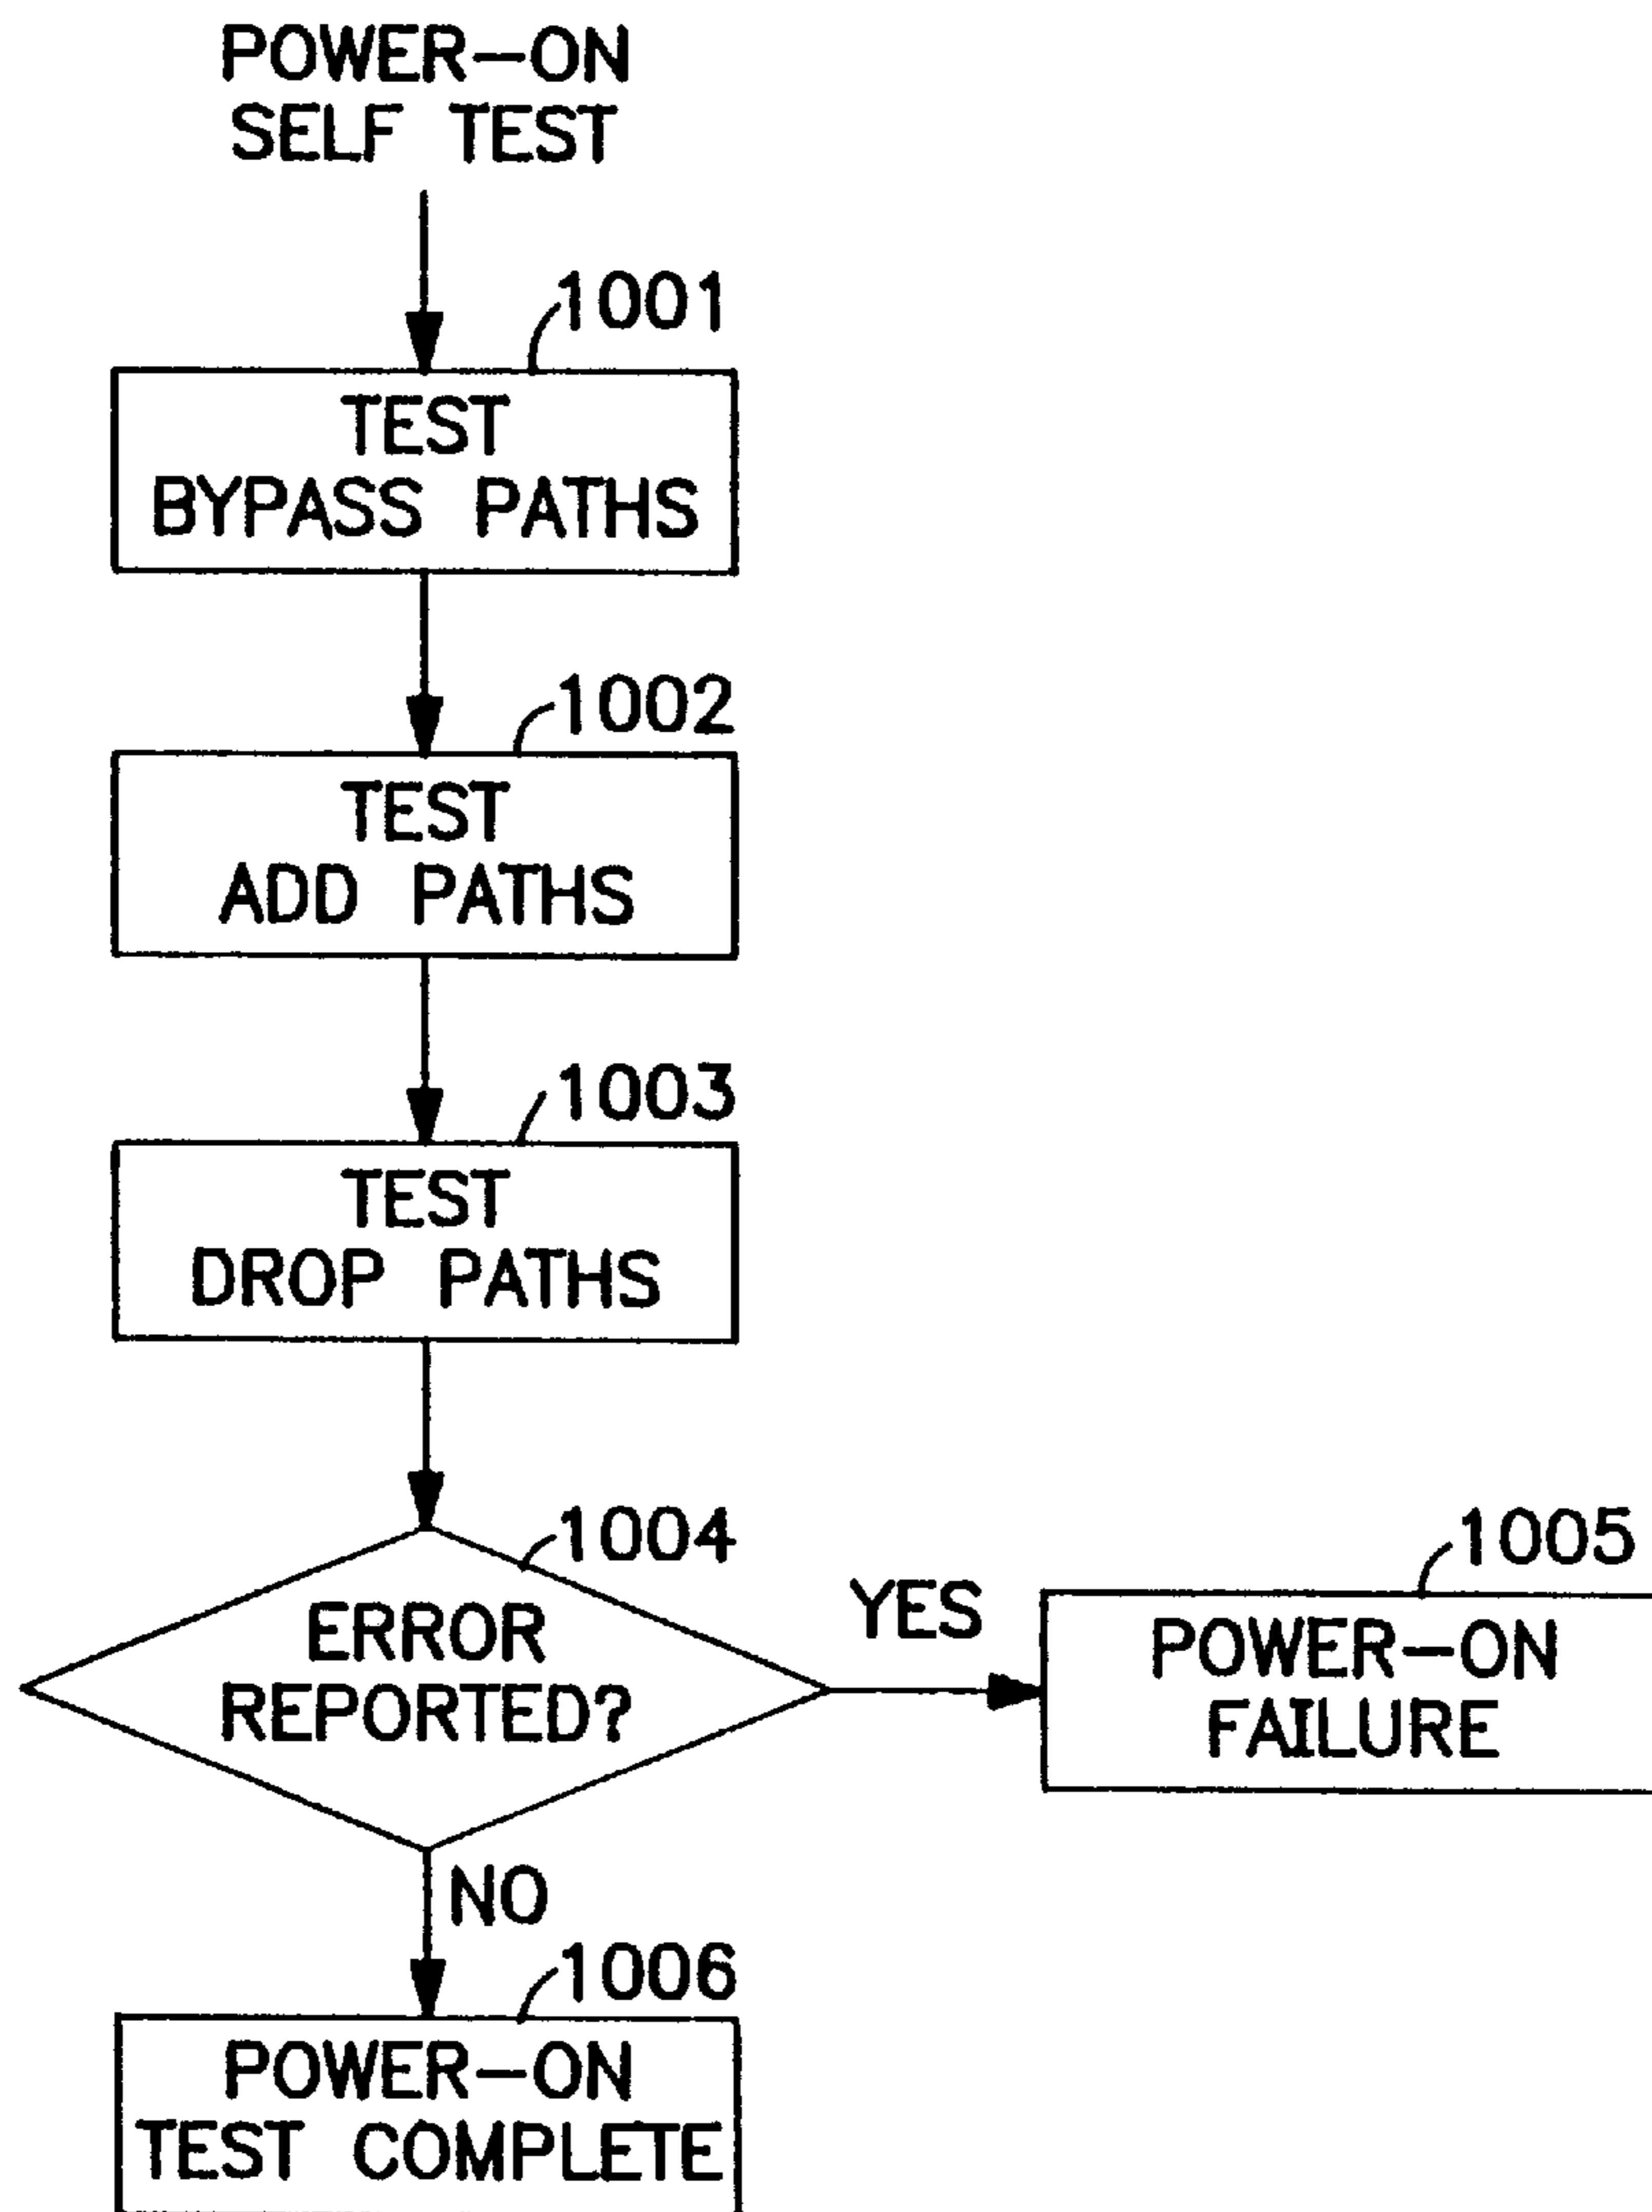 POWER-ON
SELF TEST
1001
TEST
BYPASS PATHS
1002
TEST
ADD PATHS
1003
TEST
DROP PATHS
1004
ERROR
REPORTED?
YES
1005
POWER-ON
FAILURE
NO
1006
POWER-ON
TEST COMPLETE